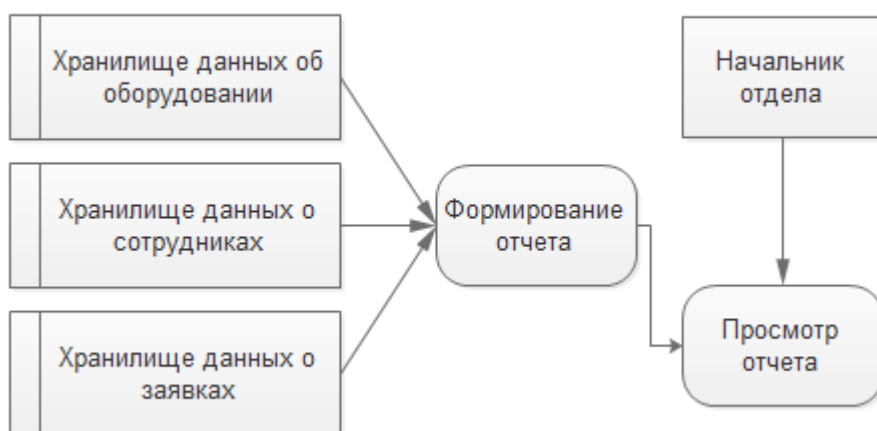 Хранилище данных об
оборудовании
Начальник
отдела
Хранилище данных о
сотрудниках
Формирование
отчета
Хранилище данных о
заявках
Просмотр
отчета